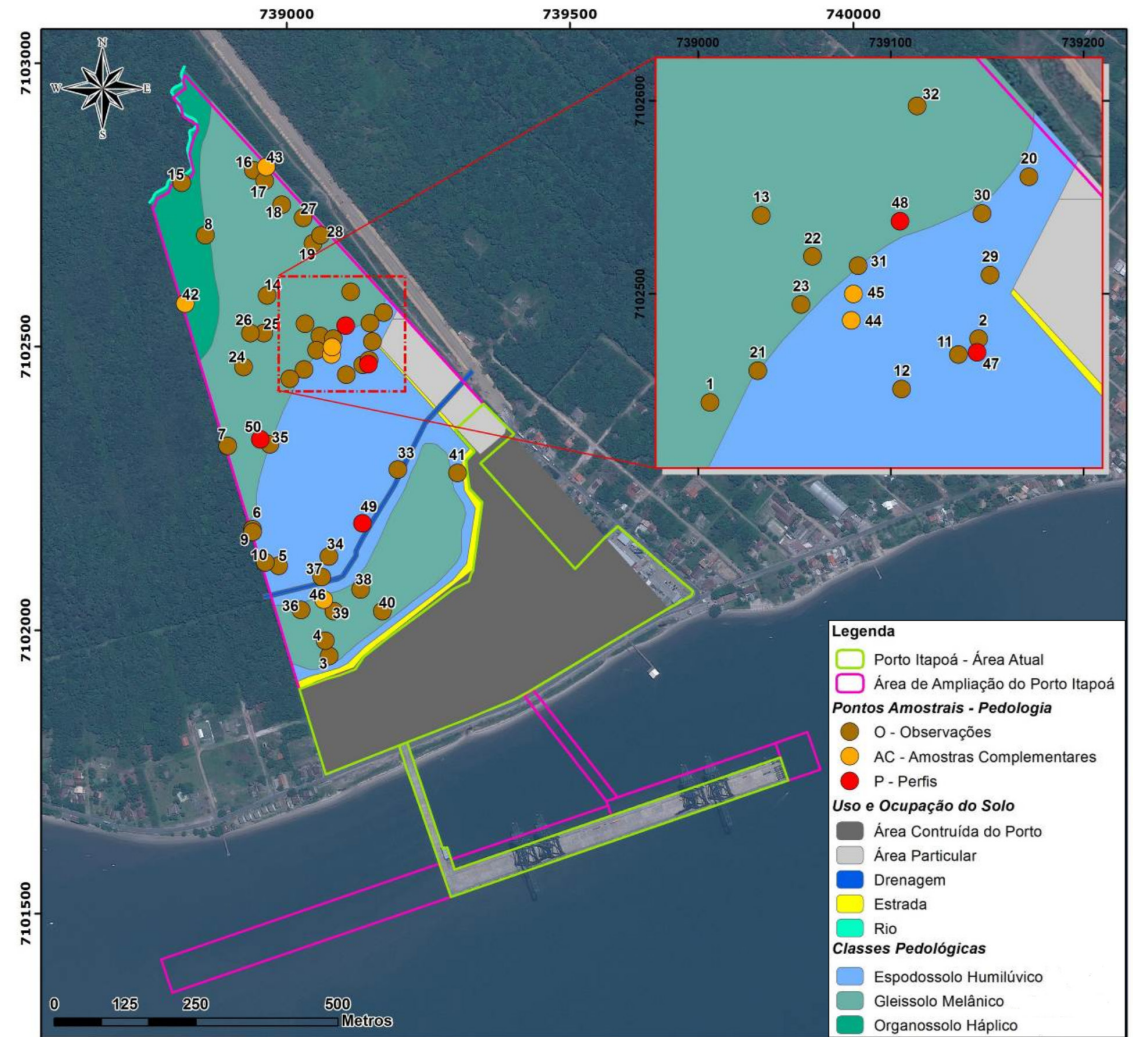 739000 739500 740000
7103000
7102500
7102000
7101500
N
W E
S
739000 739100 739200
7102600
7102500
32
20
13
48
30
22
31
29
23
45
44
2
11
47
21
12
1
43
16
15
17
18
27
8
28
19
14
42
26 25
24
50
7 35
33 41
49
6
9
34
10 5
37
38
46
36 39 40
4
3
Legenda
Porto Itapoá - Área Atual
Área de Ampliação do Porto Itapoá
Pontos Amostrais - Pedologia
O - Observações
AC - Amostras Complementares
P - Perfis
Uso e Ocupação do Solo
Área Contruída do Porto
Área Particular
Drenagem
Estrada
Rio
Classes Pedológicas
Espodossolo Humilúvico
Gleissolo Melânico
Organossolo Háplico
0 125 250 500
Metros